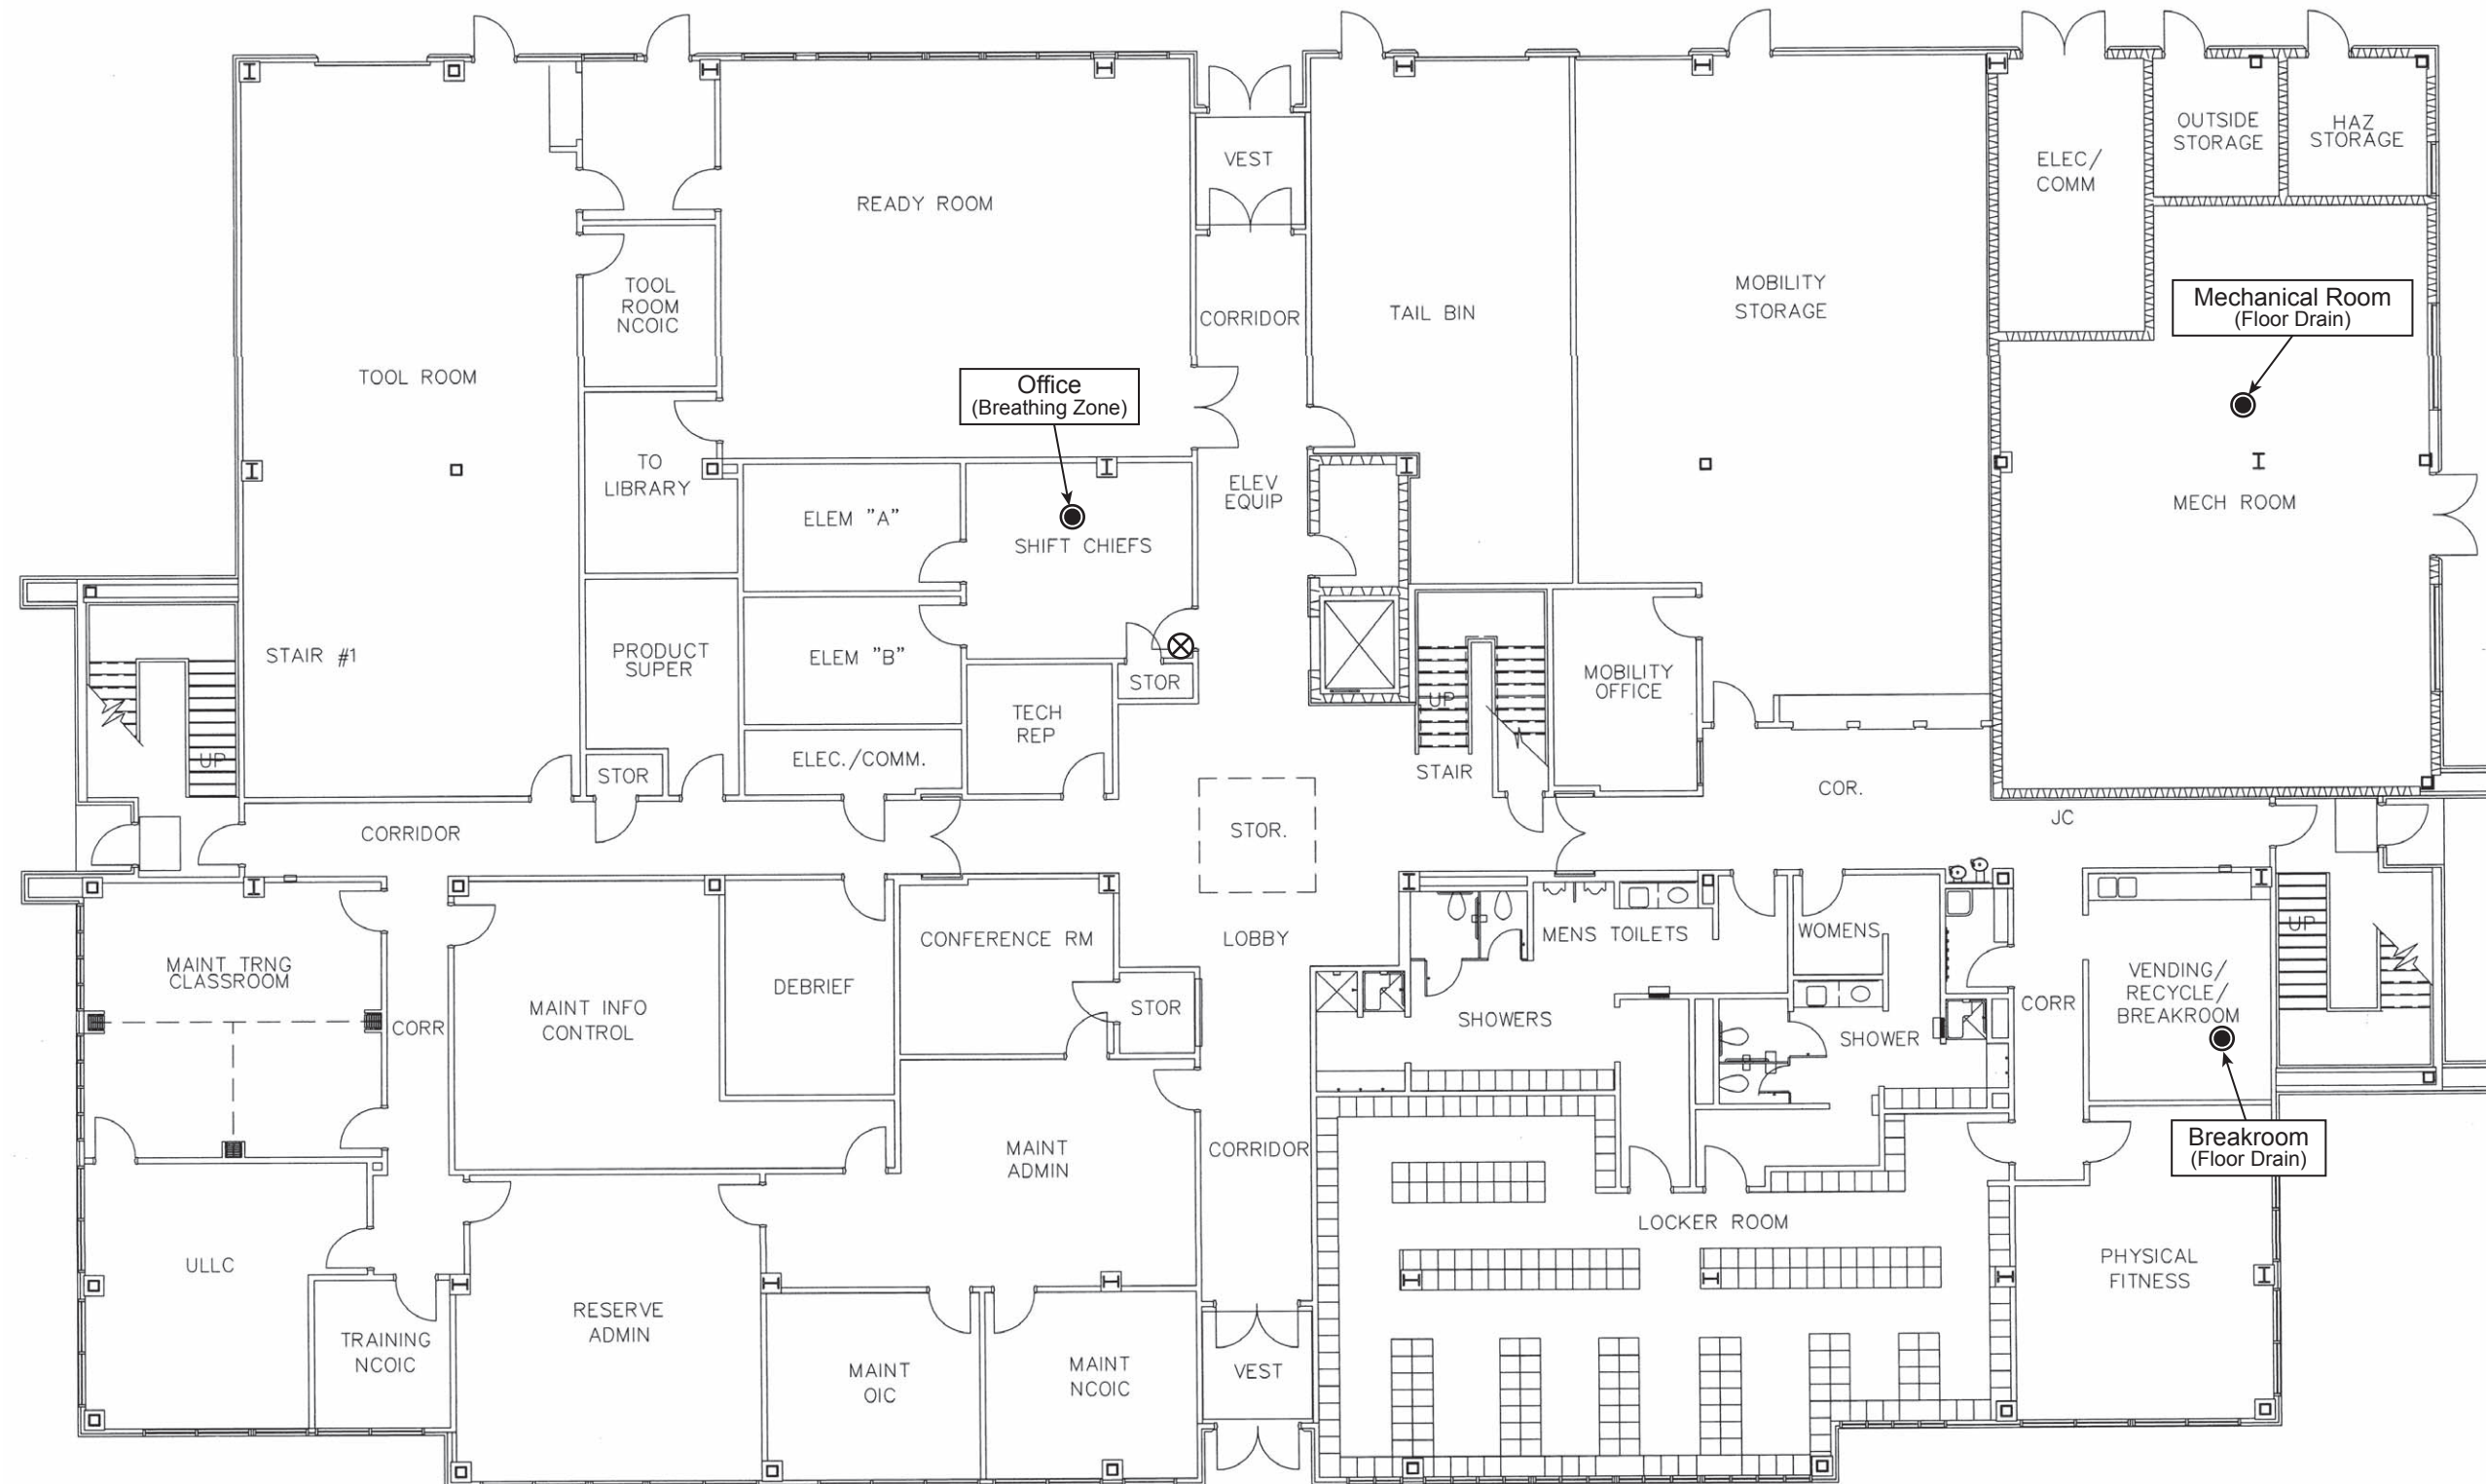 VEST
OUTSIDE
STORAGE
HAZ
STORAGE
ELEC/
COMM
READY ROOM
TOOL
ROOM
NCOIC
CORRIDOR
TAIL BIN
MOBILITY
STORAGE
Mechanical Room
(Floor Drain)
TOOL ROOM
Office
(Breathing Zone)
TO
LIBRARY
ELEM "A"
SHIFT CHIEFS
ELEV
EQUIP
MECH ROOM
STAIR #1
PRODUCT
SUPER
ELEM "B"
STOR
MOBILITY
OFFICE
UP
TECH
REP
UP
STOR
ELEC./COMM.
STAIR
COR.
CORRIDOR
STOR.
JC
MAINT TRNG
CLASSROOM
CONFERENCE RM
LOBBY
MENS TOILETS
WOMENS
UP
DEBRIEF
VENDING/
RECYCLE/
BREAKROOM
CORR
MAINT INFO
CONTROL
STOR
SHOWERS
SHOWER
CORR
MAINT
ADMIN
CORRIDOR
Breakroom
(Floor Drain)
LOCKER ROOM
ULLC
PHYSICAL
FITNESS
RESERVE
ADMIN
TRAINING
NCOIC
MAINT
OIC
MAINT
NCOIC
VEST